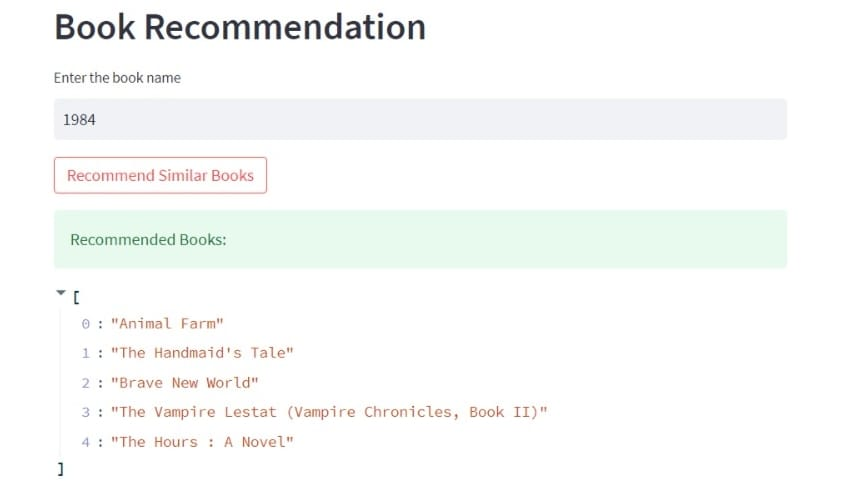 Book Recommendation
Enter the book name
1984
Recommend Similar Books
Recommended Books:
[
0 : "Animal Farm"
1 : "The Handmaid's Tale"
2 : "Brave New World"
3 : "The Vampire Lestat (Vampire Chronicles, Book II)"
4 : "The Hours : A Novel"
]